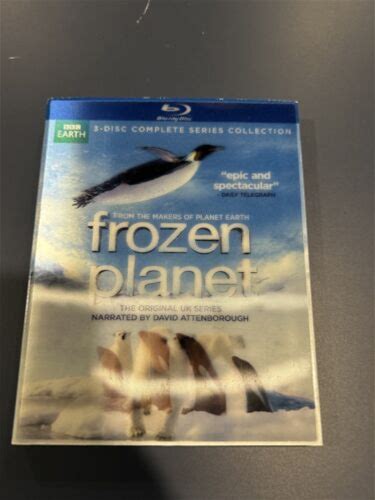 Blu-ray Disc
BBC
EARTH
3-DISC COMPLETE SERIES COLLECTION
"epic and
spectacular"
- DAILY TELEGRAPH
FROM THE MAKERS OF PLANET EARTH
frozen
planet
THE ORIGINAL UK SERIES
NARRATED BY DAVID ATTENBOROUGH